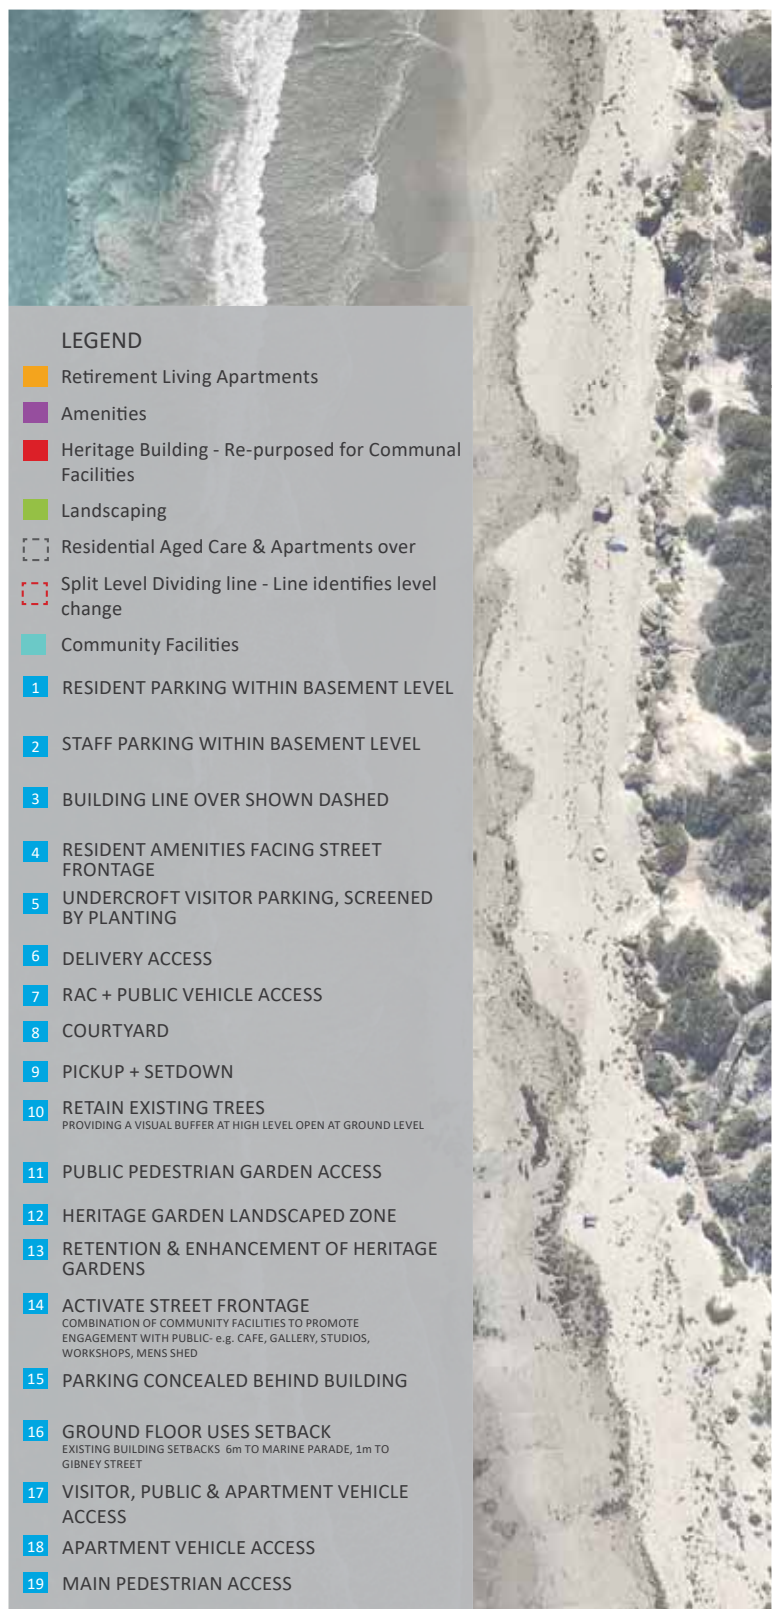 LEGEND
Retirement Living Apartments
Amenities
Heritage Building - Re-purposed for Communal
Facilities
Landscaping
Residential Aged Care & Apartments over
Split Level Dividing line - Line identifies level
change
Community Facilities
1 RESIDENT PARKING WITHIN BASEMENT LEVEL
2 STAFF PARKING WITHIN BASEMENT LEVEL
3 BUILDING LINE OVER SHOWN DASHED
4 RESIDENT AMENITIES FACING STREET
FRONTAGE
5 UNDERCROFT VISITOR PARKING, SCREENED
BY PLANTING
6 DELIVERY ACCESS
7 RAC + PUBLIC VEHICLE ACCESS
8 COURTYARD
9 PICKUP + SETDOWN
10 RETAIN EXISTING TREES
PROVIDING A VISUAL BUFFER AT HIGH LEVEL OPEN AT GROUND LEVEL
11 PUBLIC PEDESTRIAN GARDEN ACCESS
12 HERITAGE GARDEN LANDSCAPED ZONE
13 RETENTION & ENHANCEMENT OF HERITAGE
GARDENS
14 ACTIVATE STREET FRONTAGE
COMBINATION OF COMMUNITY FACILITIES TO PROMOTE
ENGAGEMENT WITH PUBLIC- e.g. CAFE, GALLERY, STUDIOS,
WORKSHOPS, MENS SHED
15 PARKING CONCEALED BEHIND BUILDING
16 GROUND FLOOR USES SETBACK
EXISTING BUILDING SETBACKS 6m TO MARINE PARADE, 1m TO
GIBNEY STREET
17 VISITOR, PUBLIC & APARTMENT VEHICLE
ACCESS
18 APARTMENT VEHICLE ACCESS
19 MAIN PEDESTRIAN ACCESS